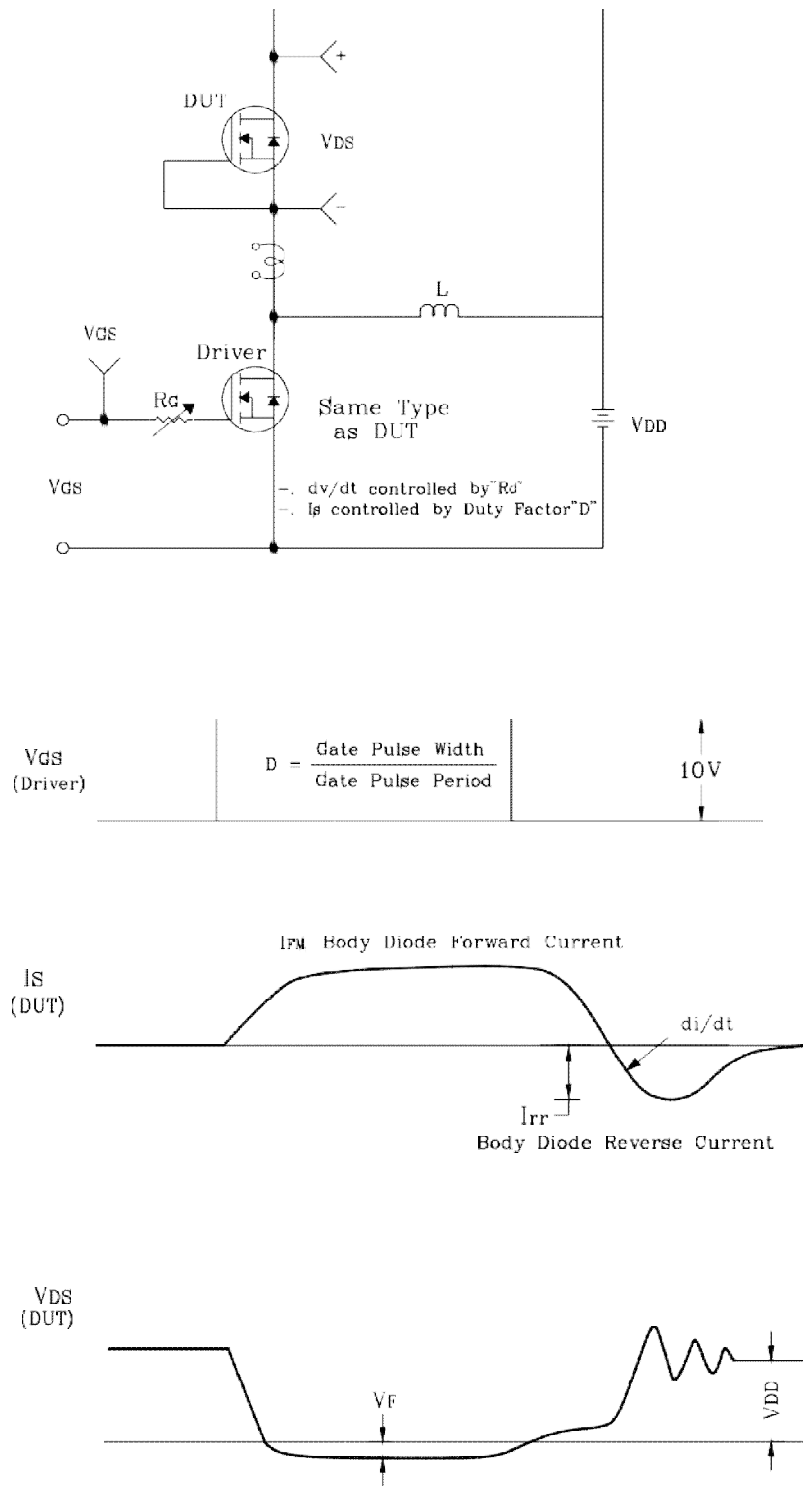 +
DUT
VDS
-
L
VGS
Driver
RG
Same Type
as DUT
VDD
VGS
-. dv/dt controlled by"RG"
-. Is controlled by Duty Factor"D"
VGS
(Driver)
D = Gate Pulse Width
Gate Pulse Period
10V
IFM Body Diode Forward Current
IS
(DUT)
di/dt
Irr
Body Diode Reverse Current
VDS
(DUT)
VF
VDD